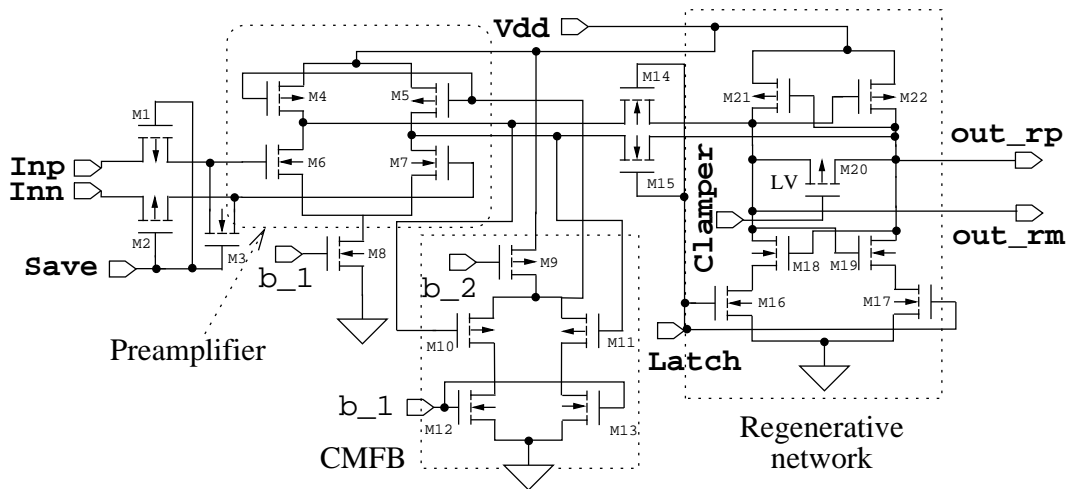 Vdd
M14
M1
M4
M5
M21
M22
Inp
Inn
M6
M7
M15
out_rp
LV
M20
Clamper
out_rm
M2
M3
Save
b_1
M8
b_2
M9
M18
M19
M16
M17
Preamplifier
M10
M11
Latch
b_1
M12
M13
CMFB
Regenerative
network